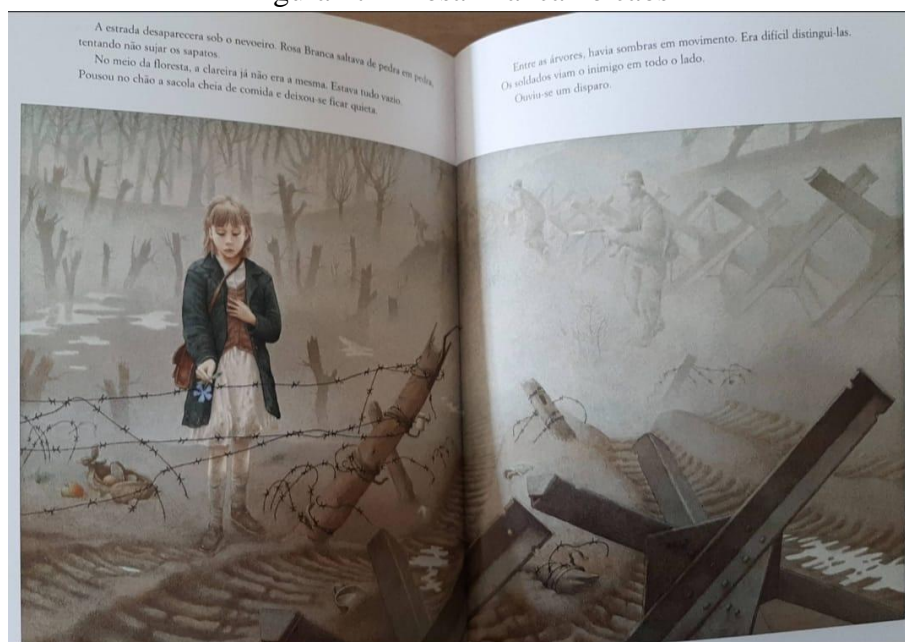 A estrada desaparecera sob o nevoeiro. Rosa Branca saltava de pedra em pedra,
tentando não sujar os sapatos.
No meio da floresta, a clareira já não era a mesma. Estava tudo vazio.
Pousou no chão a sacola cheia de comida e deixou-se ficar quieta.
Entre as árvores, havia sombras em movimento. Era difícil distingui-las.
Os soldados viam o inimigo em todo o lado.
Ouviu-se um disparo.